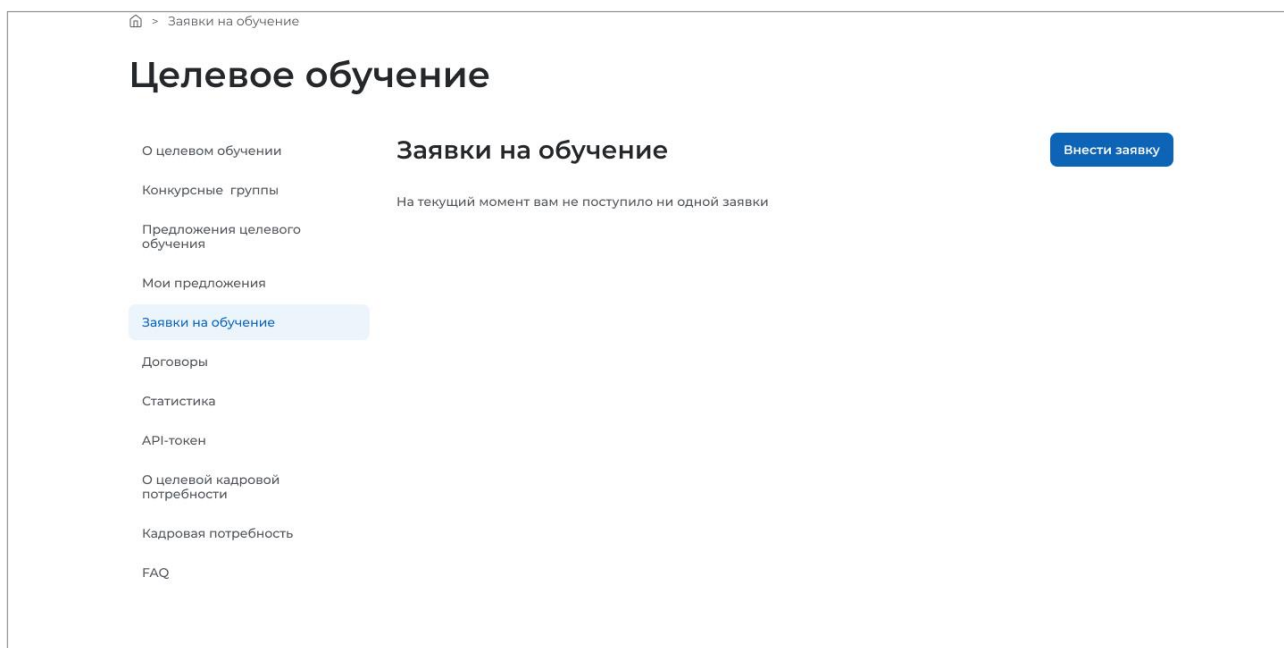 > Заявки на обучение
Целевое обучение
О целевом обучении
Конкурсные группы
Предложения целевого
обучения
Мои предложения
Заявки на обучение
Договоры
Статистика
API-токен
О целевой кадровой
потребности
Кадровая потребность
FAQ
Заявки на обучение
Внести заявку
На текущий момент вам не поступило ни одной заявки